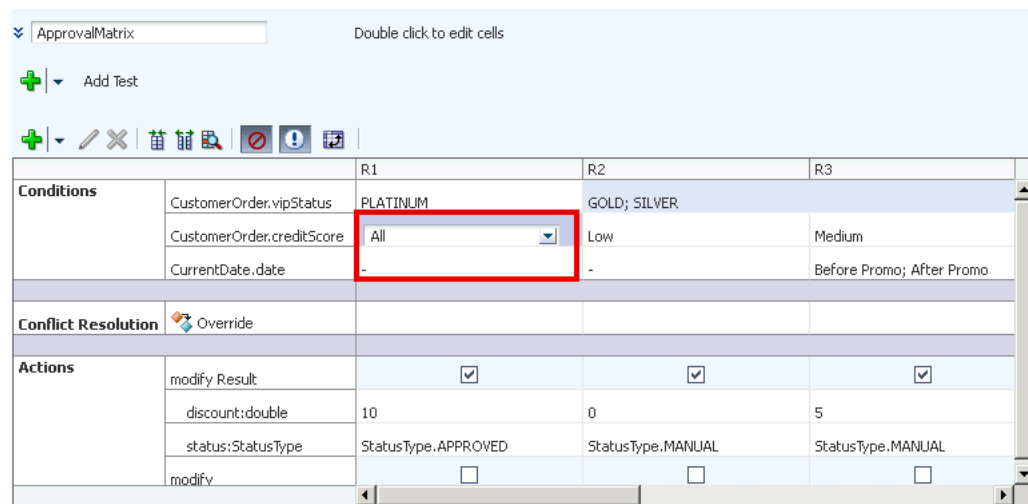 ApprovalMatrix Double click to edit cells
Add Test
R1 R2 R3
Conditions CustomerOrder.vipStatus PLATINUM GOLD; SILVER
CustomerOrder.creditScore All Low Medium
CurrentDate.date - - Before Promo; After Promo
Conflict Resolution Override
Actions modify Result
discount:double 10 0 5
status:StatusType StatusType.APPROVED StatusType.MANUAL StatusType.MANUAL
modify